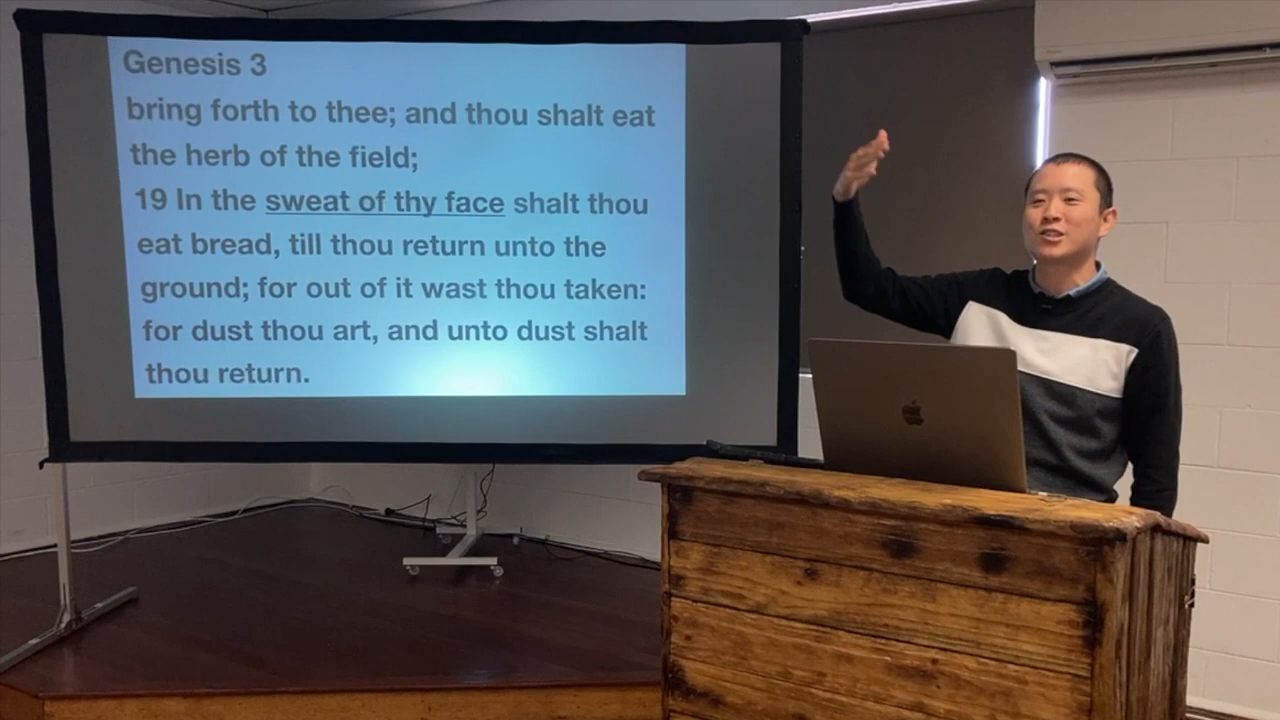 Genesis 3
bring forth to thee; and thou shalt eat
the herb of the field;
19 In the sweat of thy face shalt thou
eat bread, till thou return unto the
ground; for out of it wast thou taken:
for dust thou art, and unto dust shalt
thou return.